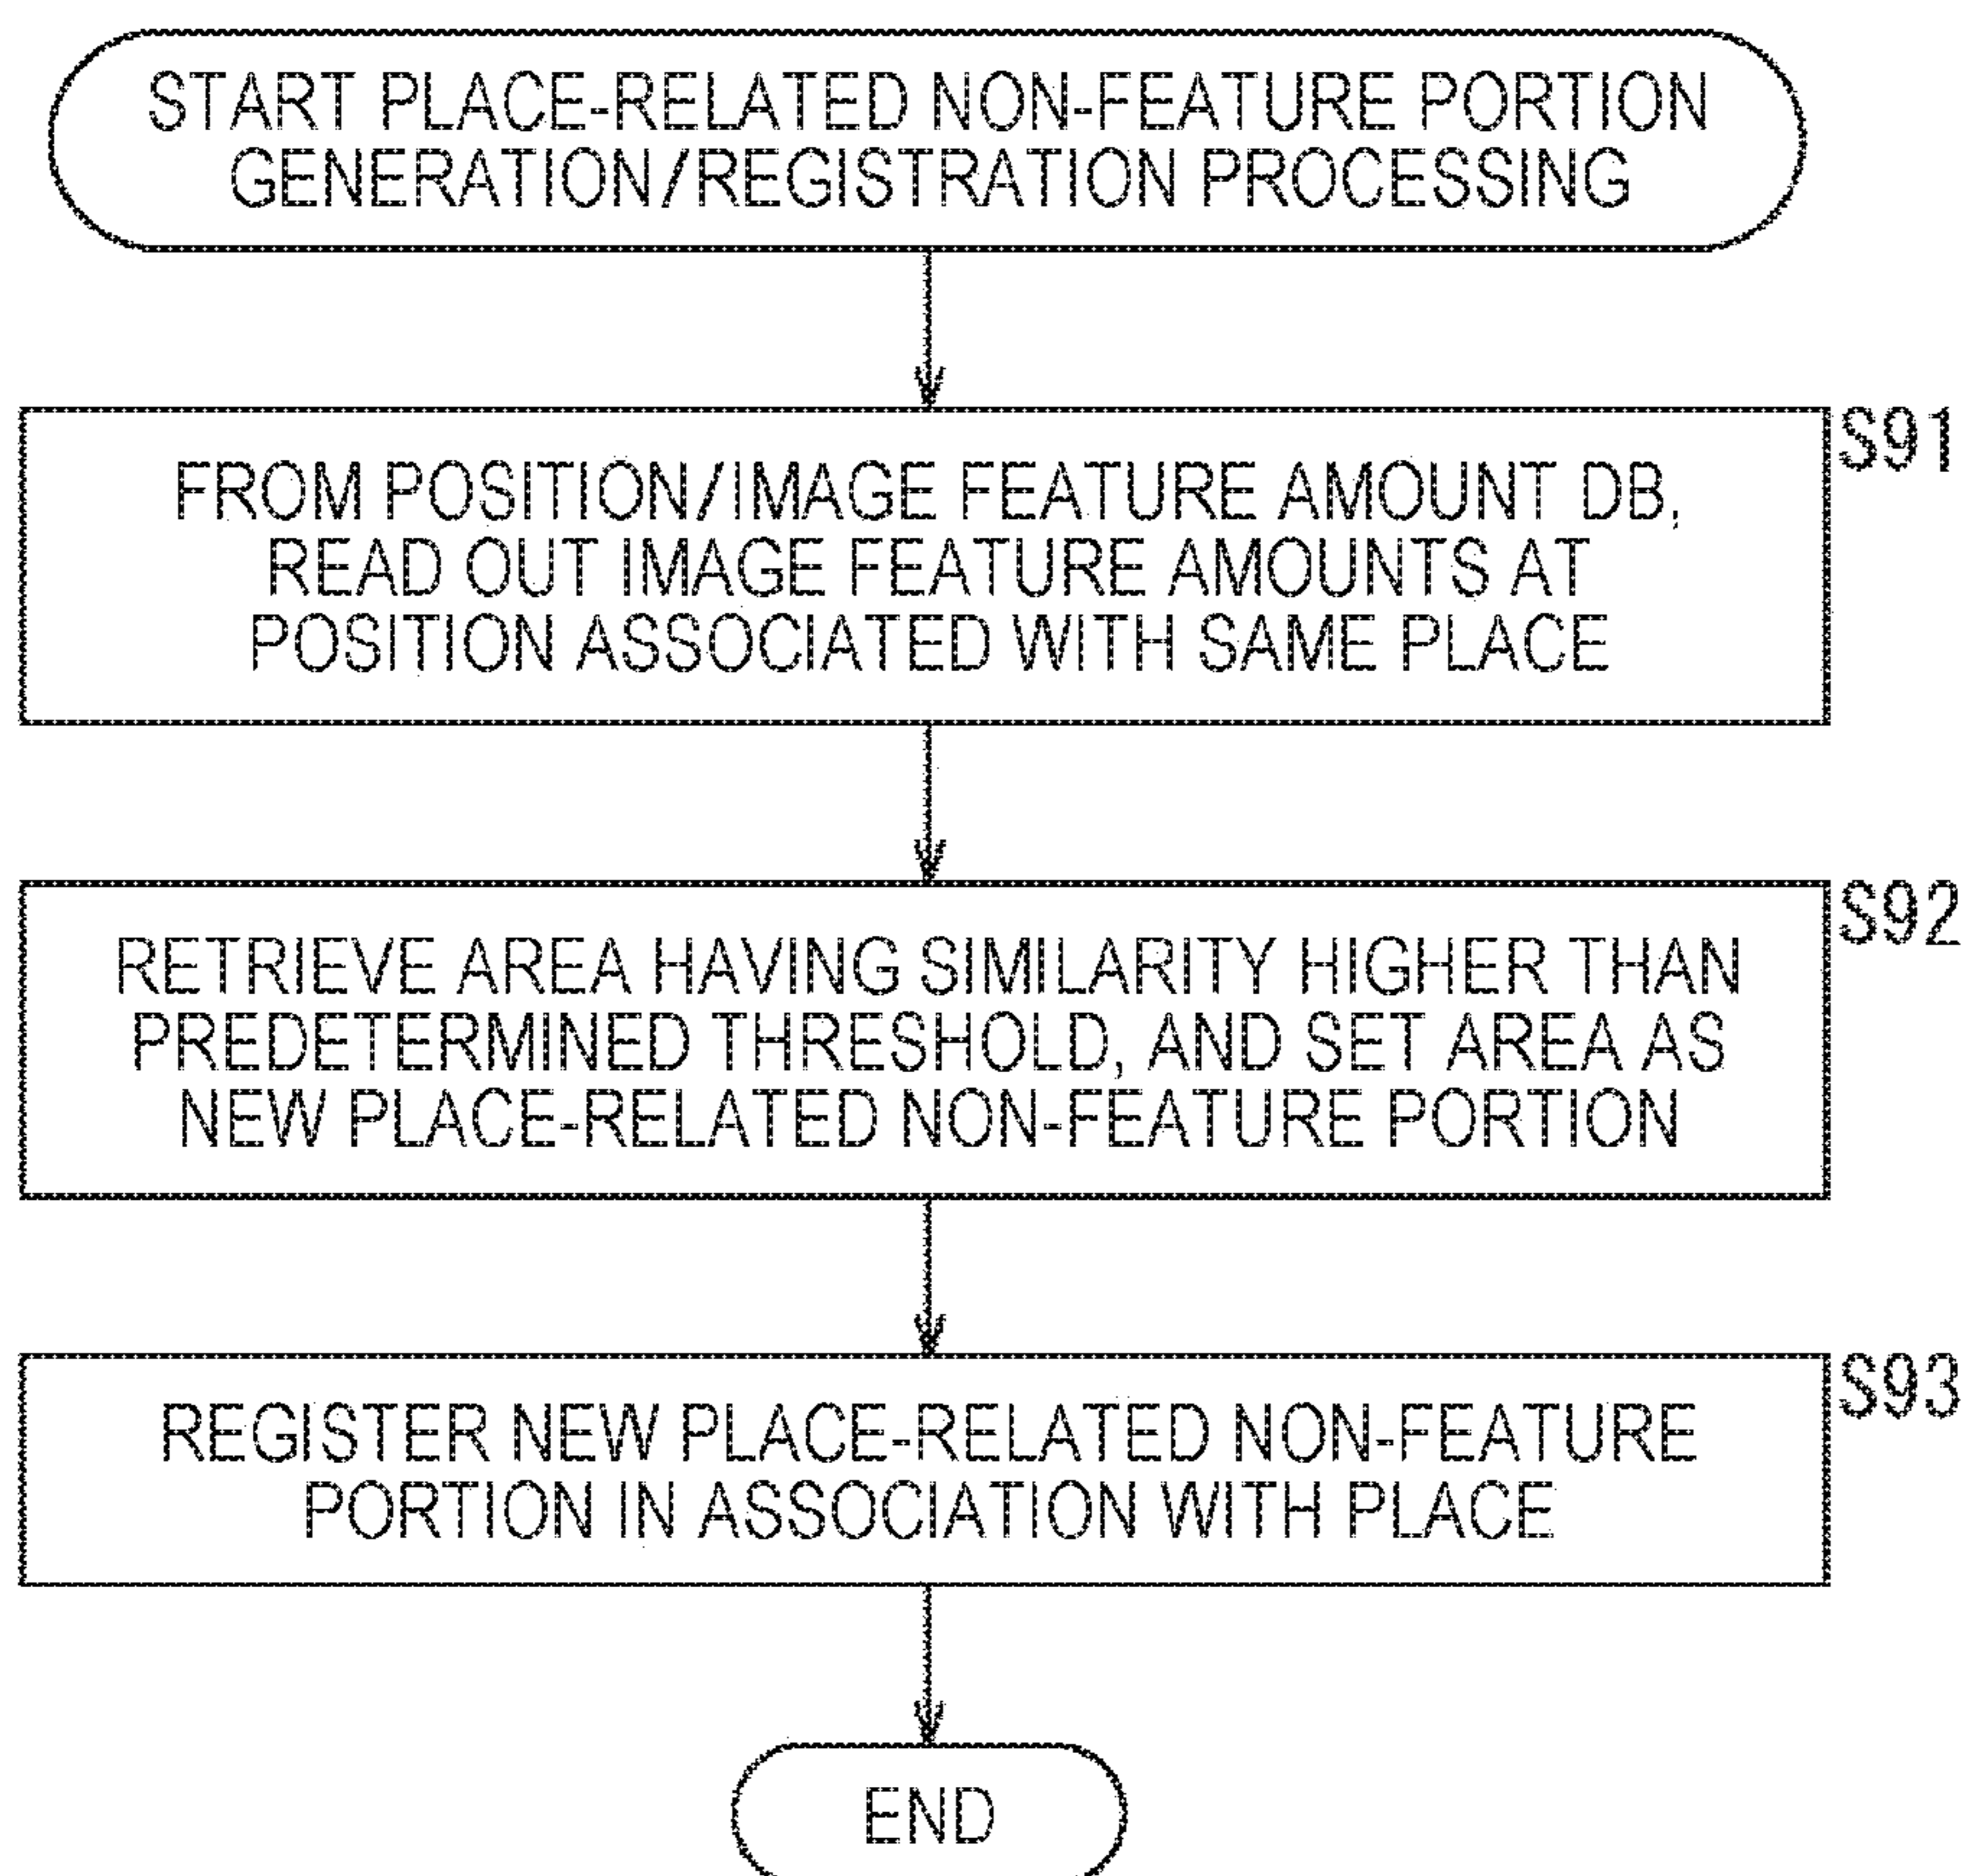 START PLACE-RELATED NON-FEATURE PORTION
GENERATION/REGISTRATION PROCESSING
S91
FROM POSITION/IMAGE FEATURE AMOUNT DB,
READ OUT IMAGE FEATURE AMOUNTS AT
POSITION ASSOCIATED WITH SAME PLACE
S92
RETRIEVE AREA HAVING SIMILARITY HIGHER THAN
PREDETERMINED THRESHOLD, AND SET AREA AS
NEW PLACE-RELATED NON-FEATURE PORTION
S93
REGISTER NEW PLACE-RELATED NON-FEATURE
PORTION IN ASSOCIATION WITH PLACE
END